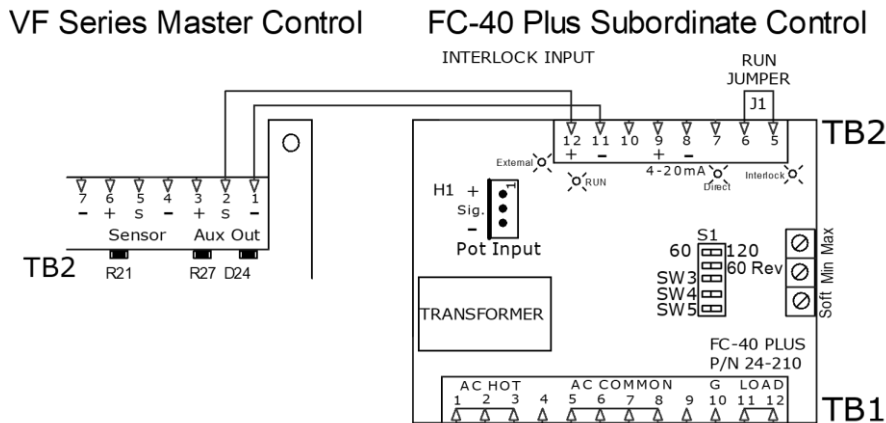 VF Series Master Control
FC-40 Plus Subordinate Control
INTERLOCK INPUT
RUN
JUMPER
J1
12 11 10 9 8 7 6 5
+ - + -
4-20mA
TB2
External
RUN
Direct
Interlock
7 6 5 4 3 2 1
- + S - + S -
Sensor Aux Out
TB2
R21 R27 D24
H1 +
Sig.
-
1
Pot Input
S1
60 120
60 Rev
SW3
SW4
SW5
Soft Min Max
TRANSFORMER
FC-40 PLUS
P/N 24-210
AC HOT AC COMMON G LOAD
1 2 3 4 5 6 7 8 9 10 11 12
TB1